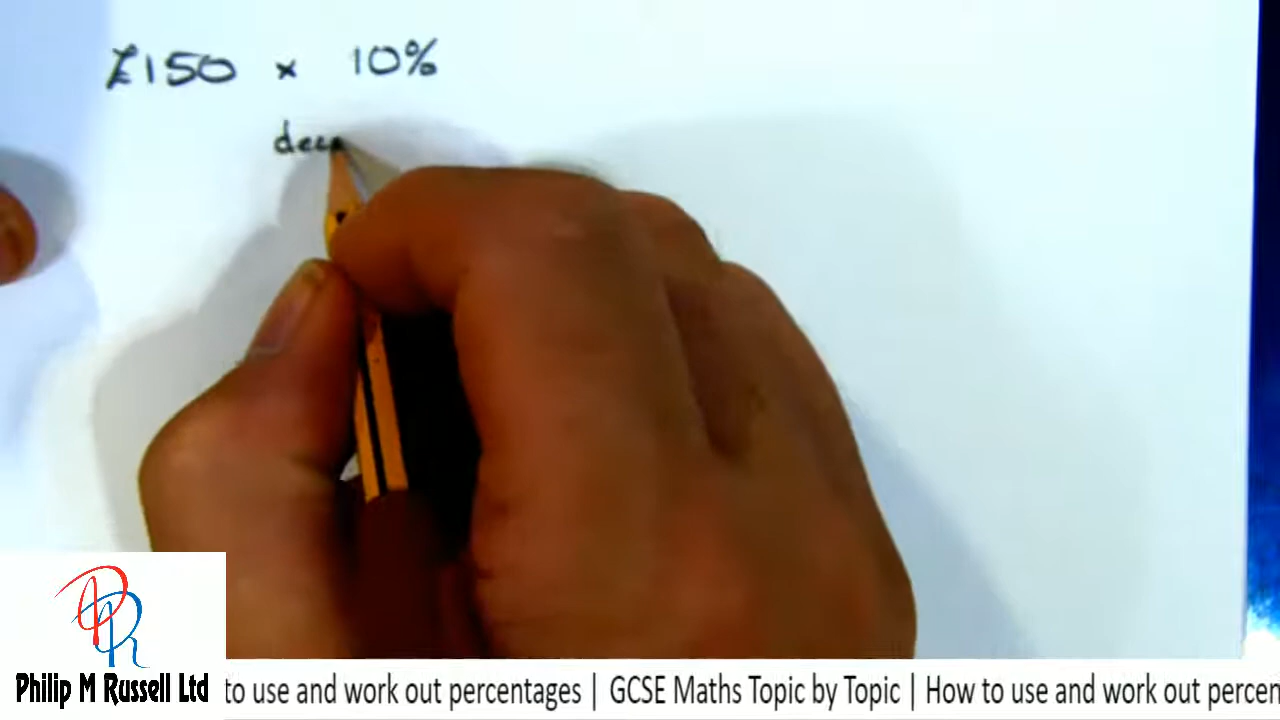 £150 × 10%
dec
Philip M Russell Ltd
to use and work out percentages | GCSE Maths Topic by Topic | How to use and work out percen